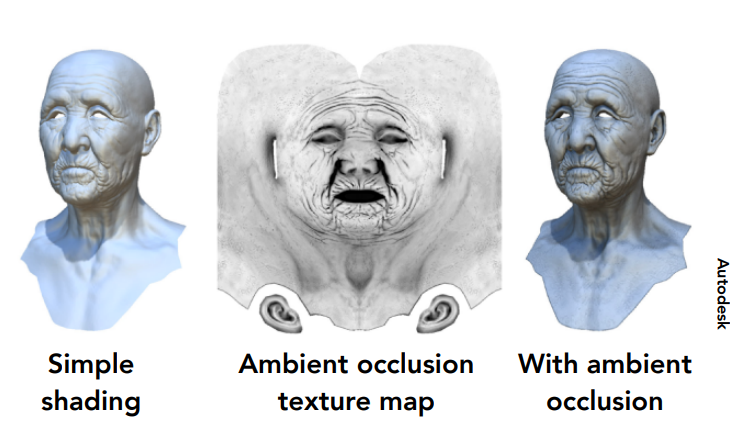 Simple
shading
Ambient occlusion
texture map
With ambient
occlusion
Autodesk